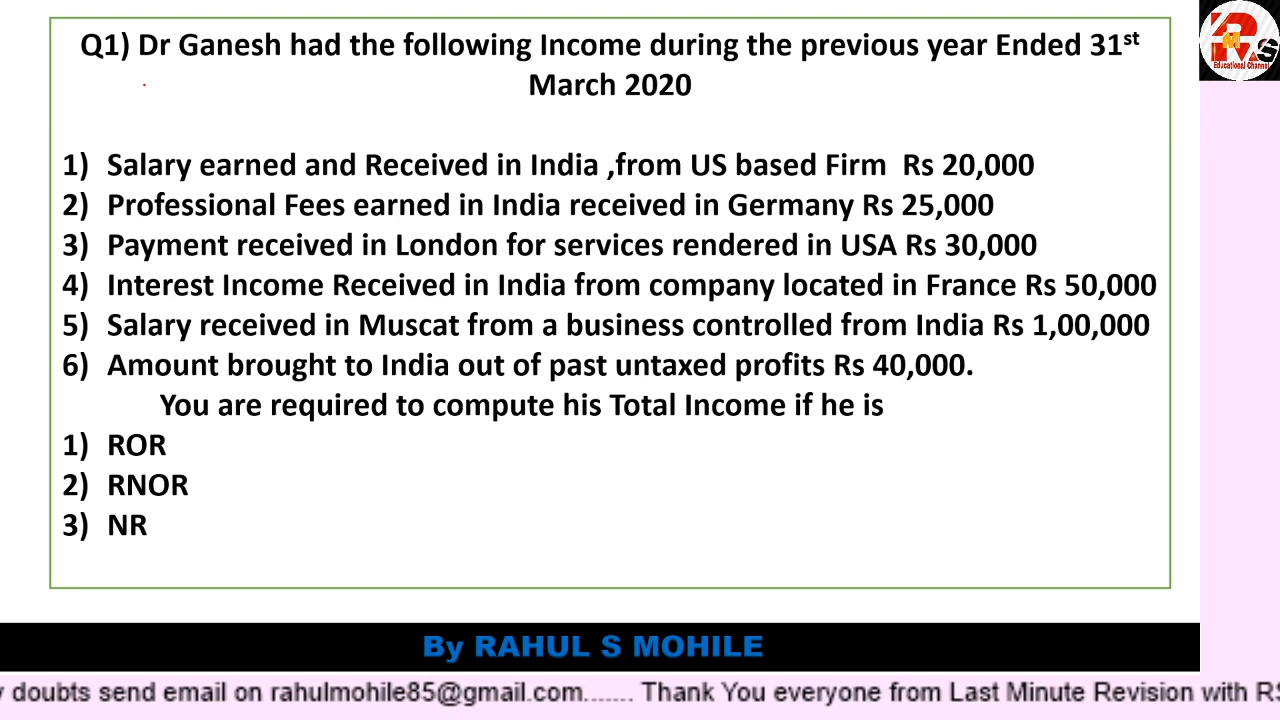 Q1) Dr Ganesh had the following Income during the previous year Ended 31st
March 2020
1) Salary earned and Received in India ,from US based Firm Rs 20,000
2) Professional Fees earned in India received in Germany Rs 25,000
3) Payment received in London for services rendered in USA Rs 30,000
4) Interest Income Received in India from company located in France Rs 50,000
5) Salary received in Muscat from a business controlled from India Rs 1,00,000
6) Amount brought to India out of past untaxed profits Rs 40,000.
You are required to compute his Total Income if he is
1) ROR
2) RNOR
3) NR
By RAHUL S MOHILE
doubts send email on rahulmohile85@gmail.com....... Thank You everyone from Last Minute Revision with
Educational Channel